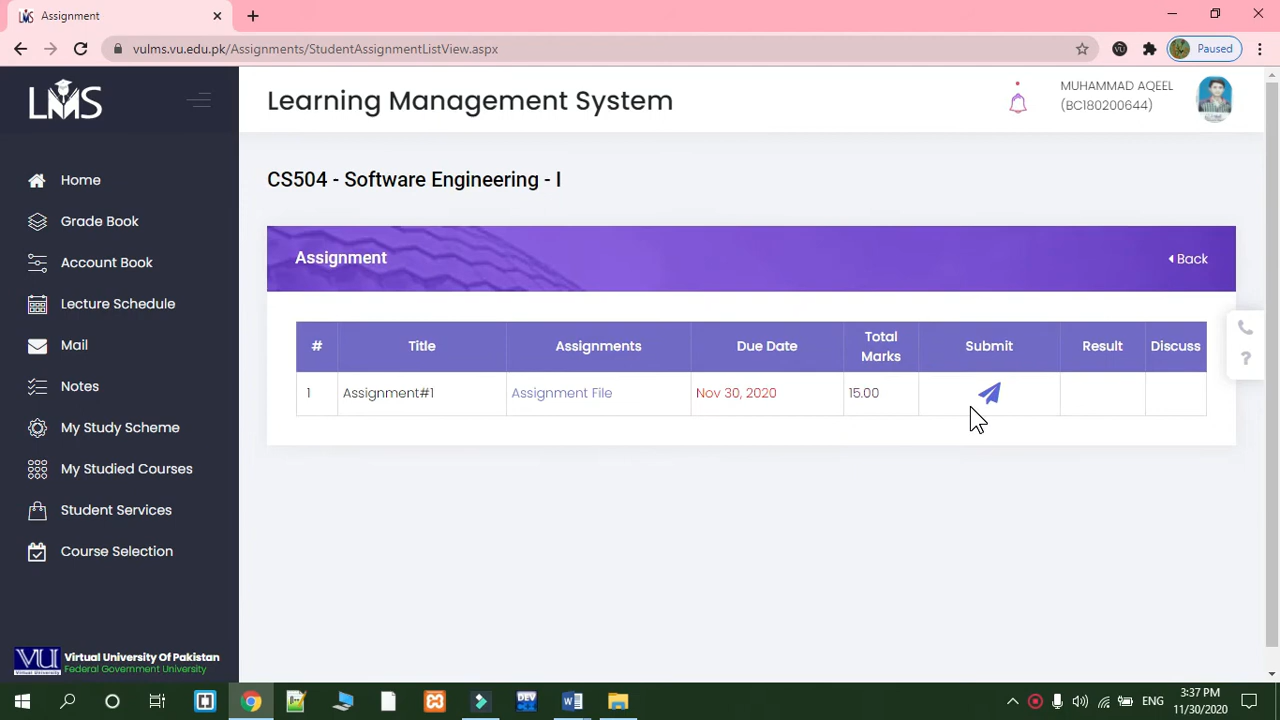 Assignment
vulms.vu.edu.pk/Assignments/StudentAssignmentListView.aspx
Paused
LMS
Learning Management System
MUHAMMAD AQEEL
(BC180200644)
Home
Grade Book
Account Book
Lecture Schedule
Mail
Notes
My Study Scheme
My Studied Courses
Student Services
Course Selection
CS504 - Software Engineering - I
Assignment
Back
# Title Assignments Due Date Total Marks Submit Result Discuss
1 Assignment#1 Assignment File Nov 30, 2020 15.00
VU Virtual University Of Pakistan
Federal Government University
DEV
ENG
3:37 PM
11/30/2020